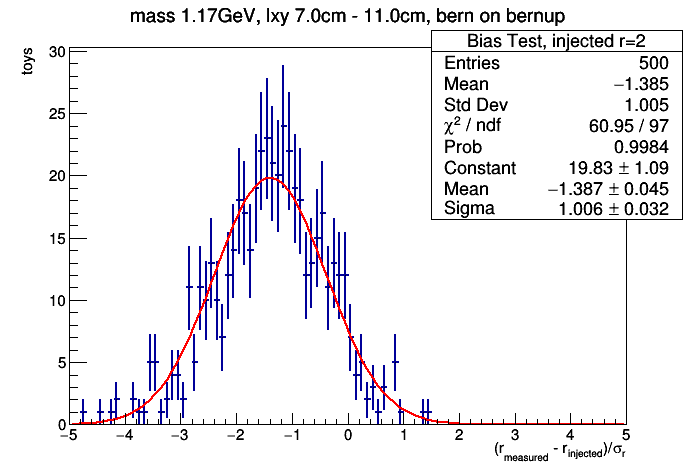 mass 1.17GeV, lxy 7.0cm - 11.0cm, bern on bernup
Bias Test, injected r=2
Entries 500
Mean −1.385
Std Dev 1.005
χ² / ndf 60.95 / 97
Prob 0.9984
Constant 19.83 ± 1.09
Mean −1.387 ± 0.045
Sigma 1.006 ± 0.032
toys
30
25
20
15
10
5
0
−5 −4 −3 −2 −1 0 1 2 3 4 5
(r_measured - r_injected)/σ_r